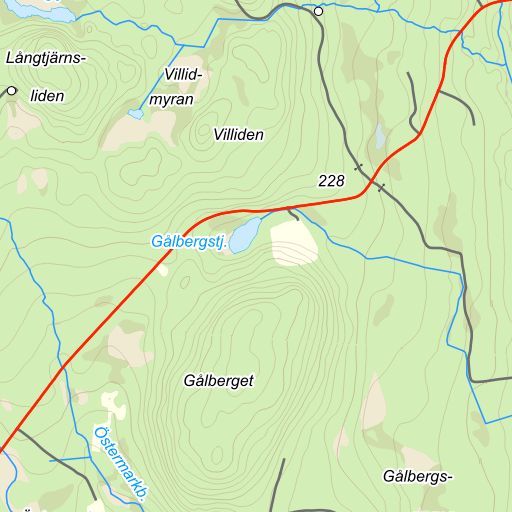 Långtjärns-
liden
Villid-
myran
Villiden
228
Gålbergstj.
Gålberget
Östermarkb.
Gålbergs-